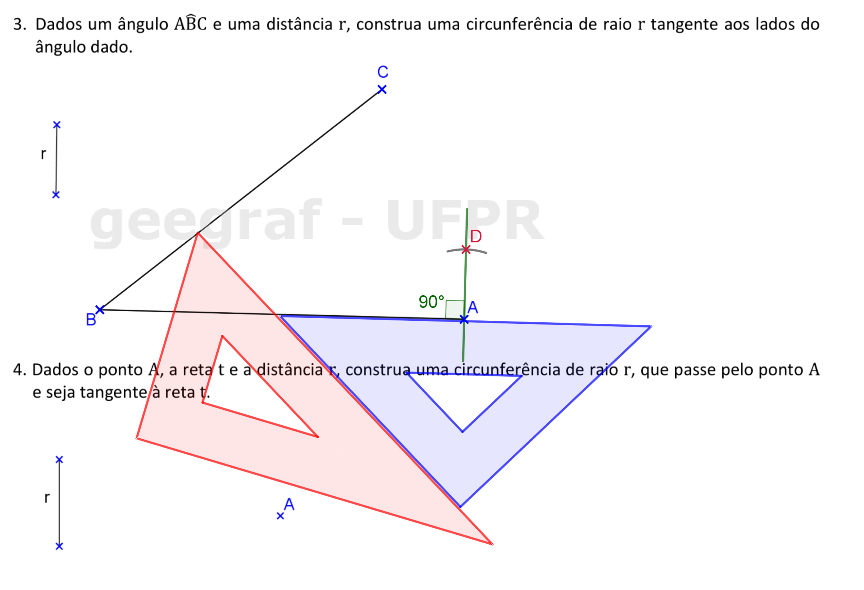 3. Dados um ângulo AB̂C e uma distância r, construa uma circunferência de raio r tangente aos lados do
ângulo dado.
C
r
geegraf - UFPR
D
90°
A
B
4. Dados o ponto A, a reta t e a distância r, construa uma circunferência de raio r, que passe pelo ponto A
e seja tangente à reta t.
r
A